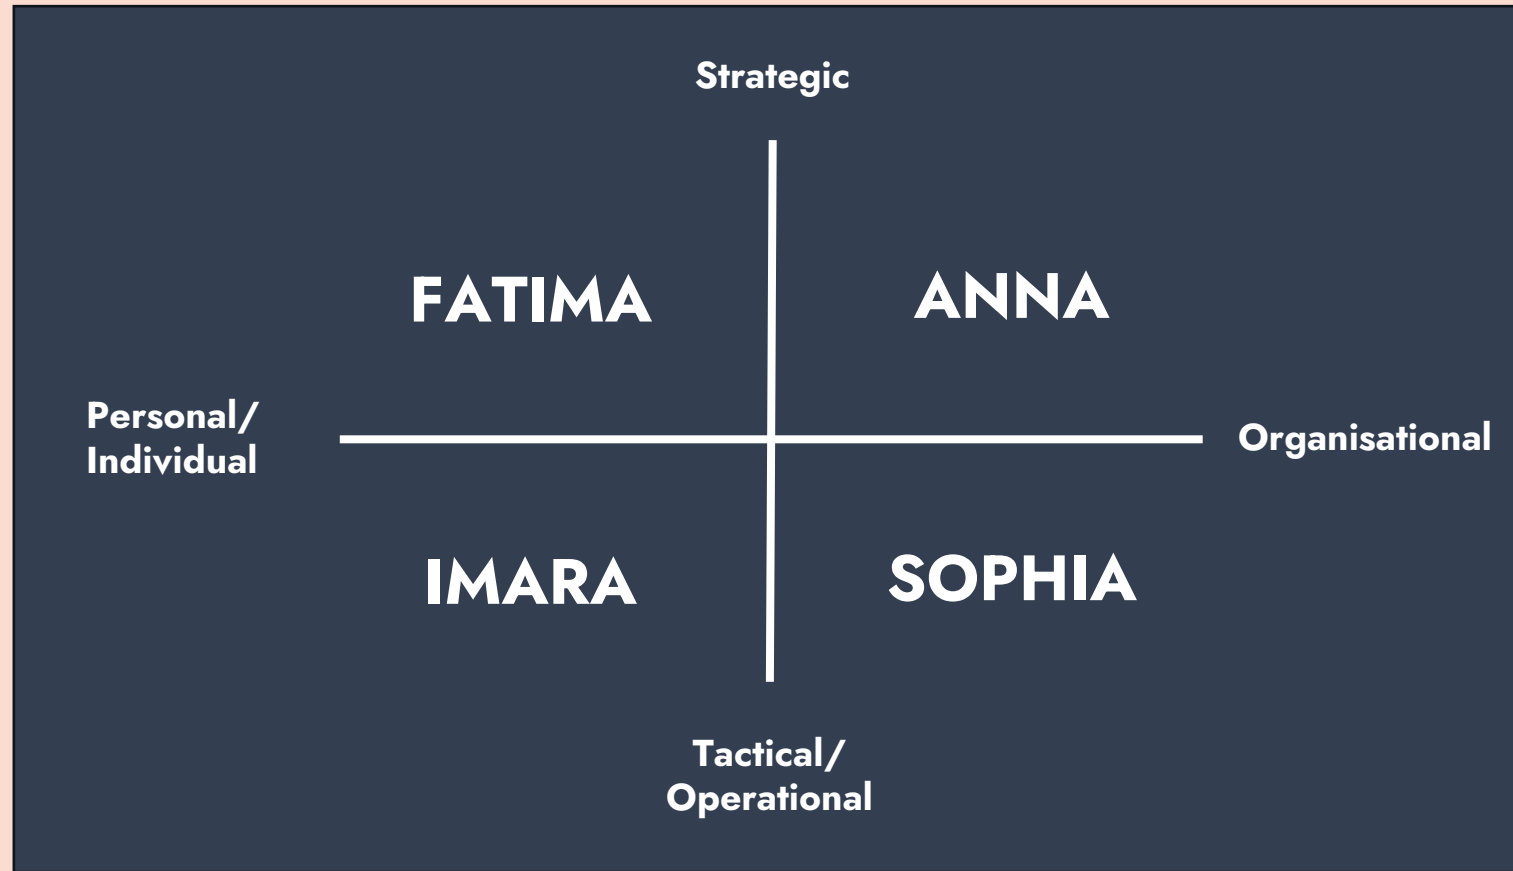 Strategic
FATIMA
ANNA
Personal/
Individual
Organisational
IMARA
SOPHIA
Tactical/
Operational